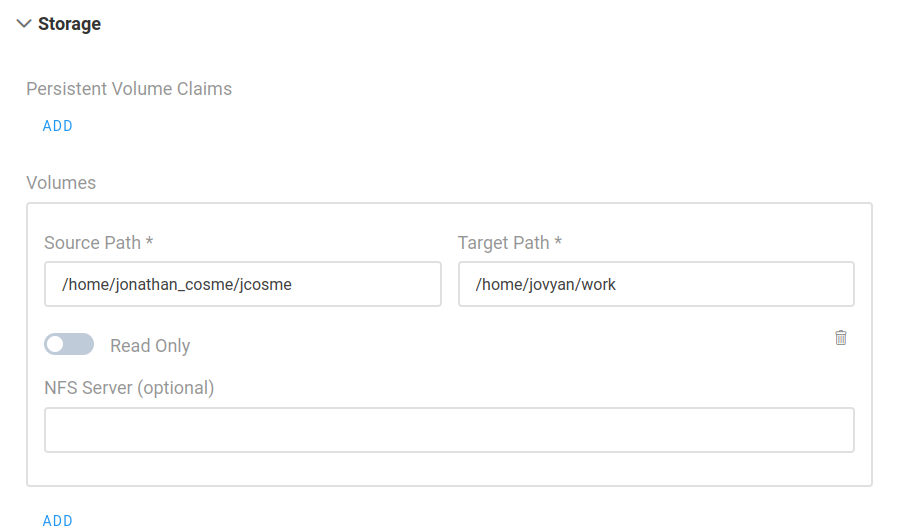 Storage
Persistent Volume Claims
ADD
Volumes
Source Path * Target Path *
/home/jonathan_cosme/jcosme /home/jovyan/work
Read Only
NFS Server (optional)
ADD